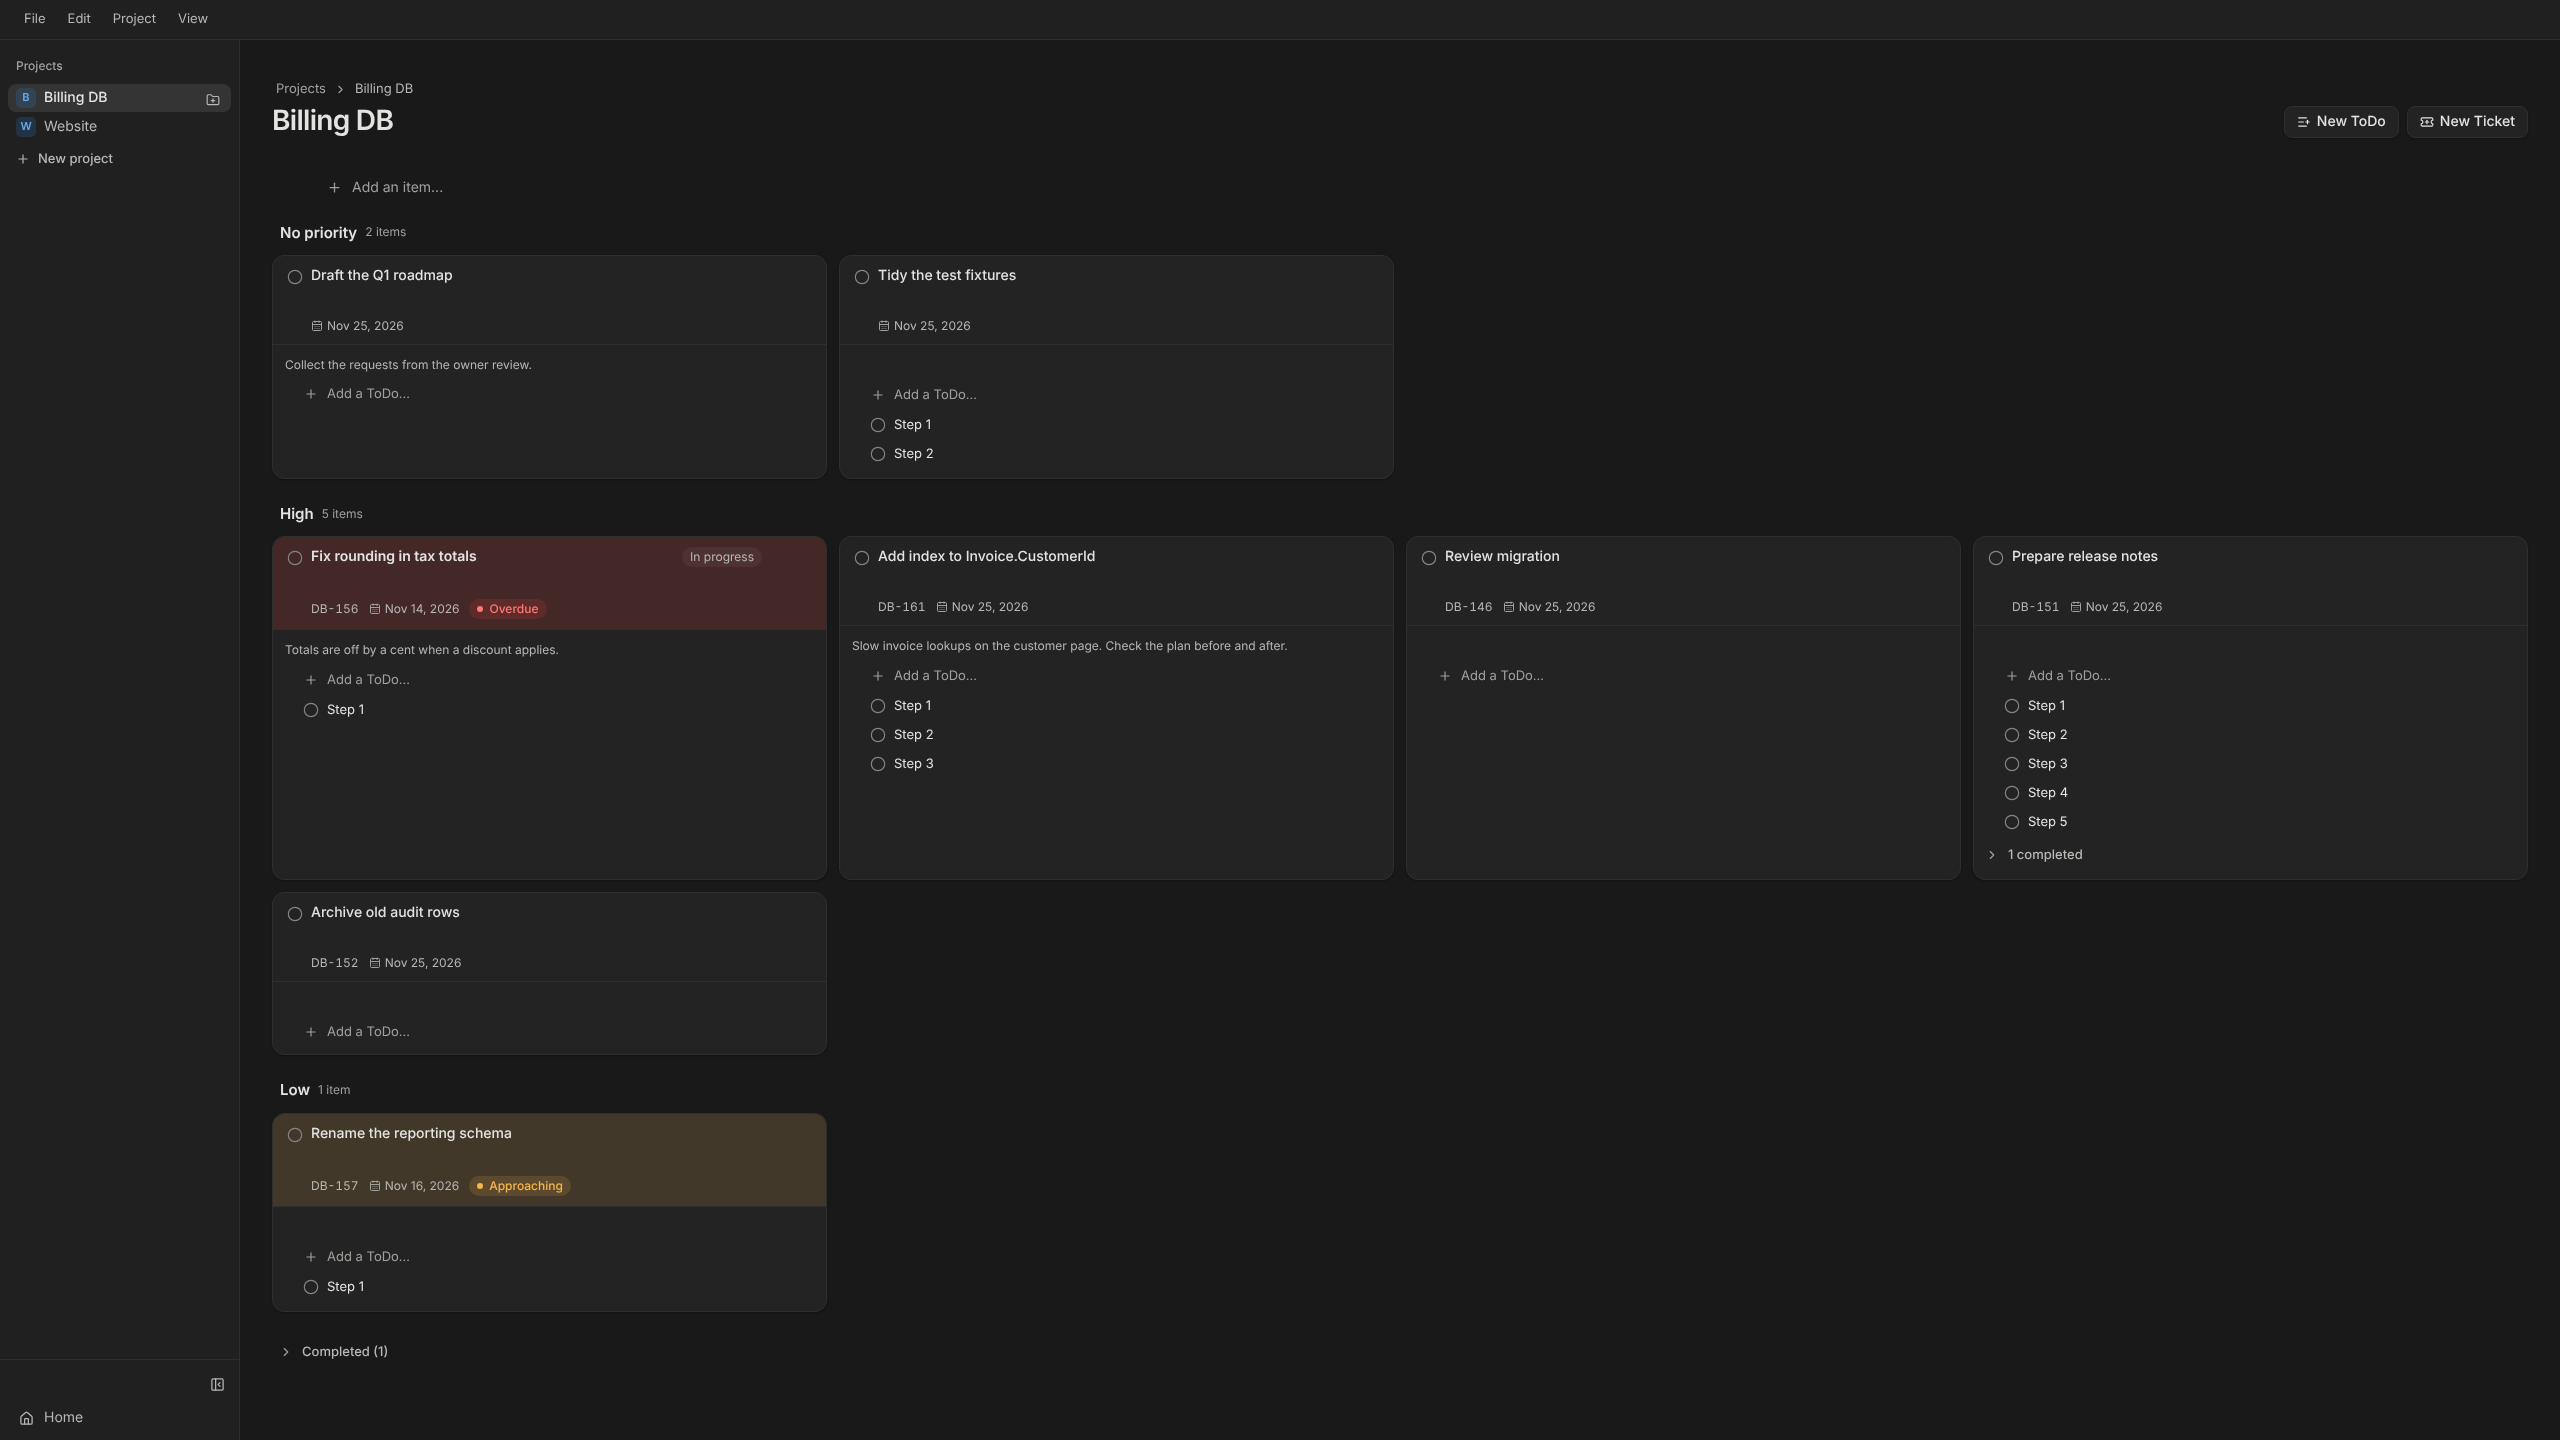 File Edit Project View
Projects
B Billing DB
W Website
New project
Home
Projects > Billing DB
Billing DB
New ToDo
New Ticket
Add an item...
No priority 2 items
Draft the Q1 roadmap
Nov 25, 2026
Collect the requests from the owner review.
Add a ToDo...
Tidy the test fixtures
Nov 25, 2026
Add a ToDo...
Step 1
Step 2
High 5 items
Fix rounding in tax totals In progress
DB-156 Nov 14, 2026 Overdue
Totals are off by a cent when a discount applies.
Add a ToDo...
Step 1
Add index to Invoice.CustomerId
DB-161 Nov 25, 2026
Slow invoice lookups on the customer page. Check the plan before and after.
Add a ToDo...
Step 1
Step 2
Step 3
Review migration
DB-146 Nov 25, 2026
Add a ToDo...
Prepare release notes
DB-151 Nov 25, 2026
Add a ToDo...
Step 1
Step 2
Step 3
Step 4
Step 5
1 completed
Archive old audit rows
DB-152 Nov 25, 2026
Add a ToDo...
Low 1 item
Rename the reporting schema
DB-157 Nov 16, 2026 Approaching
Add a ToDo...
Step 1
Completed (1)